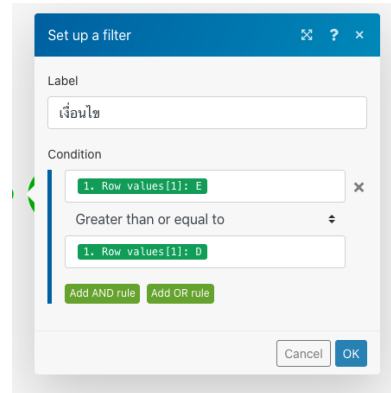 Set up a filter ? ×
Label
เงื่อนไข
Condition
1. Row values[1]: E
Greater than or equal to
1. Row values[1]: D
Add AND rule Add OR rule
Cancel OK